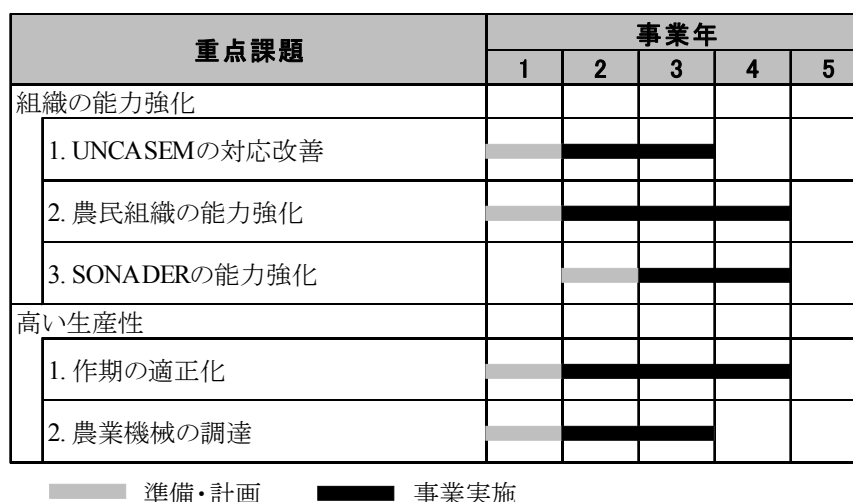 重点課題
事業年
1 2 3 4 5
組織の能力強化
1. UNCASEMの対応改善
2. 農民組織の能力強化
3. SONADERの能力強化
高い生産性
1. 作期の適正化
2. 農業機械の調達
準備・計画 事業実施